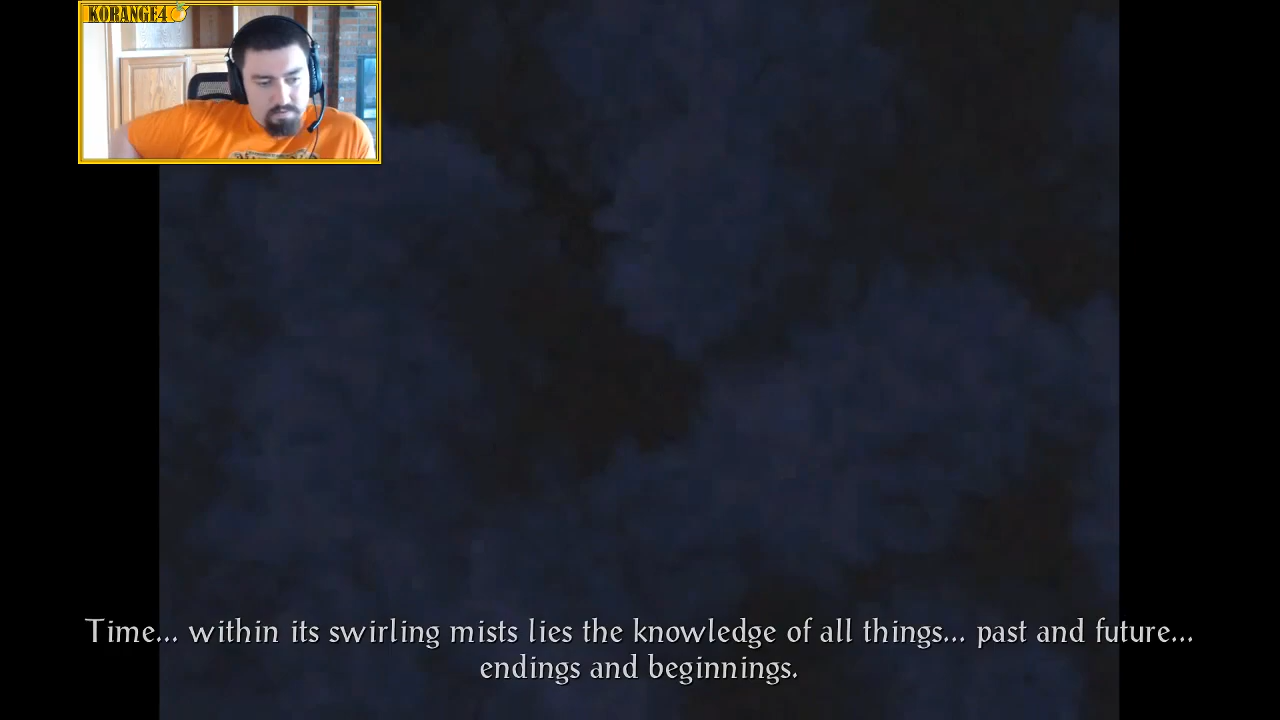 KORANGE4
Time... within its swirling mists lies the knowledge of all things... past and future...
endings and beginnings.